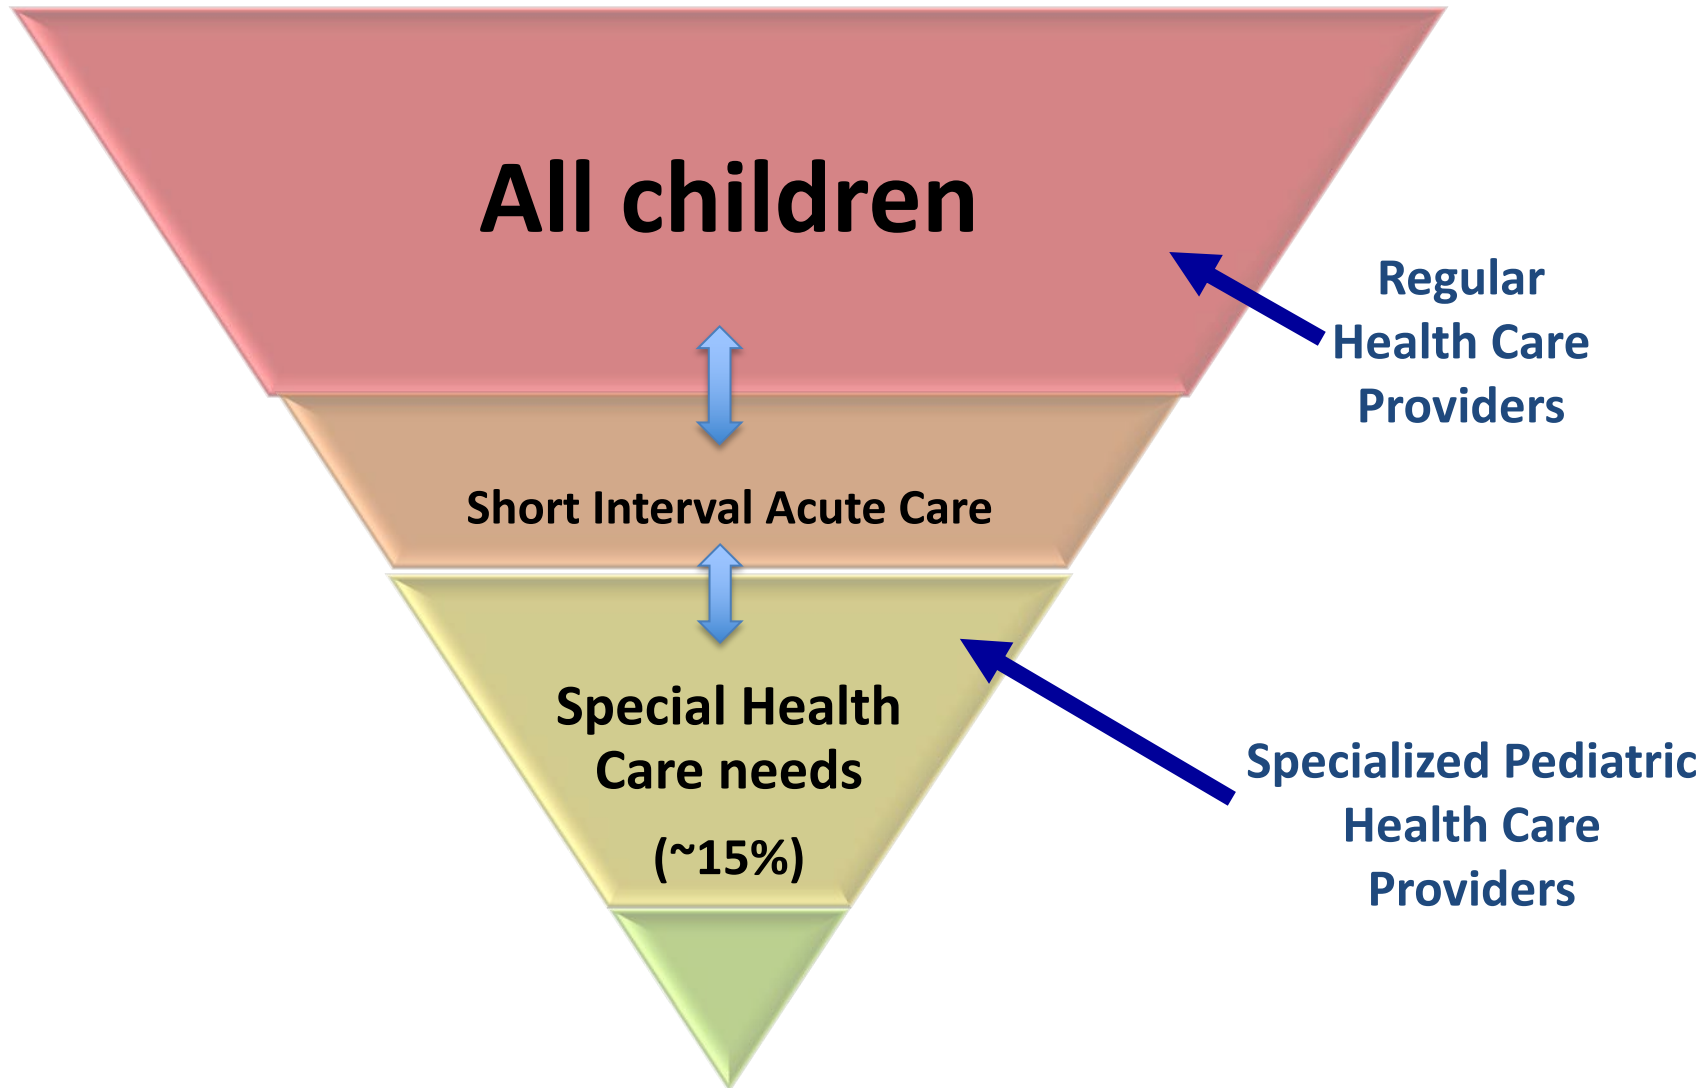 All children
Regular
Health Care
Providers
Short Interval Acute Care
Special Health
Care needs
(~15%)
Specialized Pediatric
Health Care
Providers